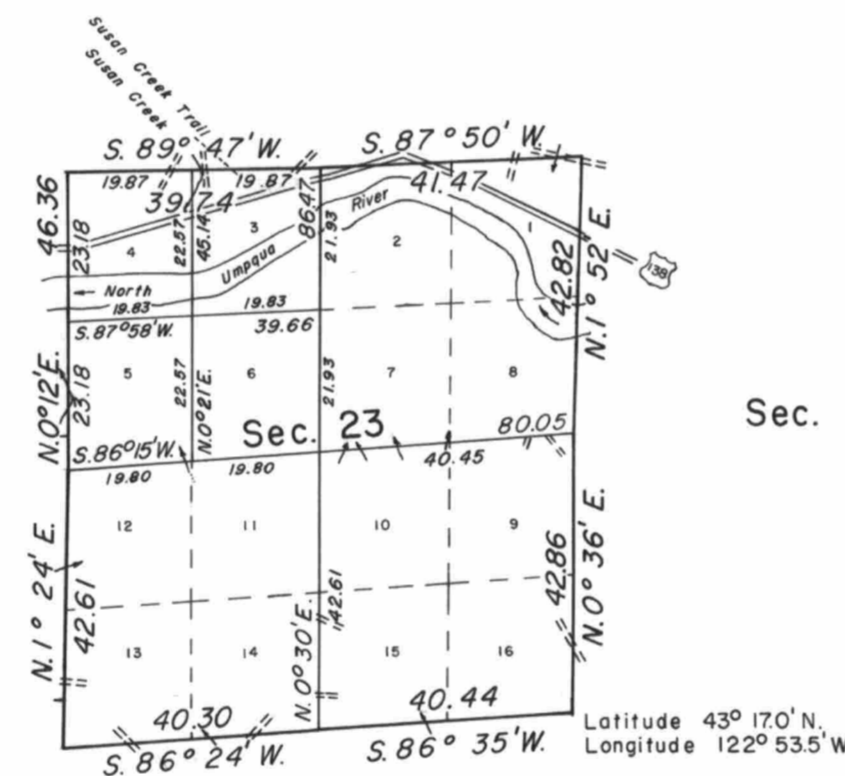 Susan Creek Trail
Susan Creek
S. 89° 47' W.
S. 87° 50' W.
19.87
19.87
39.74
41.47
46.36
23.18
22.57
45.14
86.47
21.93
42.82
N. 1° 52' E.
138
4
3
2
1
River
Umpqua
North
19.83
19.83
S. 87° 58' W.
39.66
N. 0° 12' E.
23.18
5
22.57
N. 0° 21' E.
6
21.93
7
8
Sec. 23
80.05
Sec.
S. 86° 15' W.
19.80
19.80
40.45
12
11
10
9
N. 1° 24' E.
42.61
42.61
42.86
N. 0° 36' E.
13
14
N. 0° 30' E.
15
16
40.30
40.44
S. 86° 24' W.
S. 86° 35' W.
Latitude 43° 17.0' N.
Longitude 122° 53.5' W